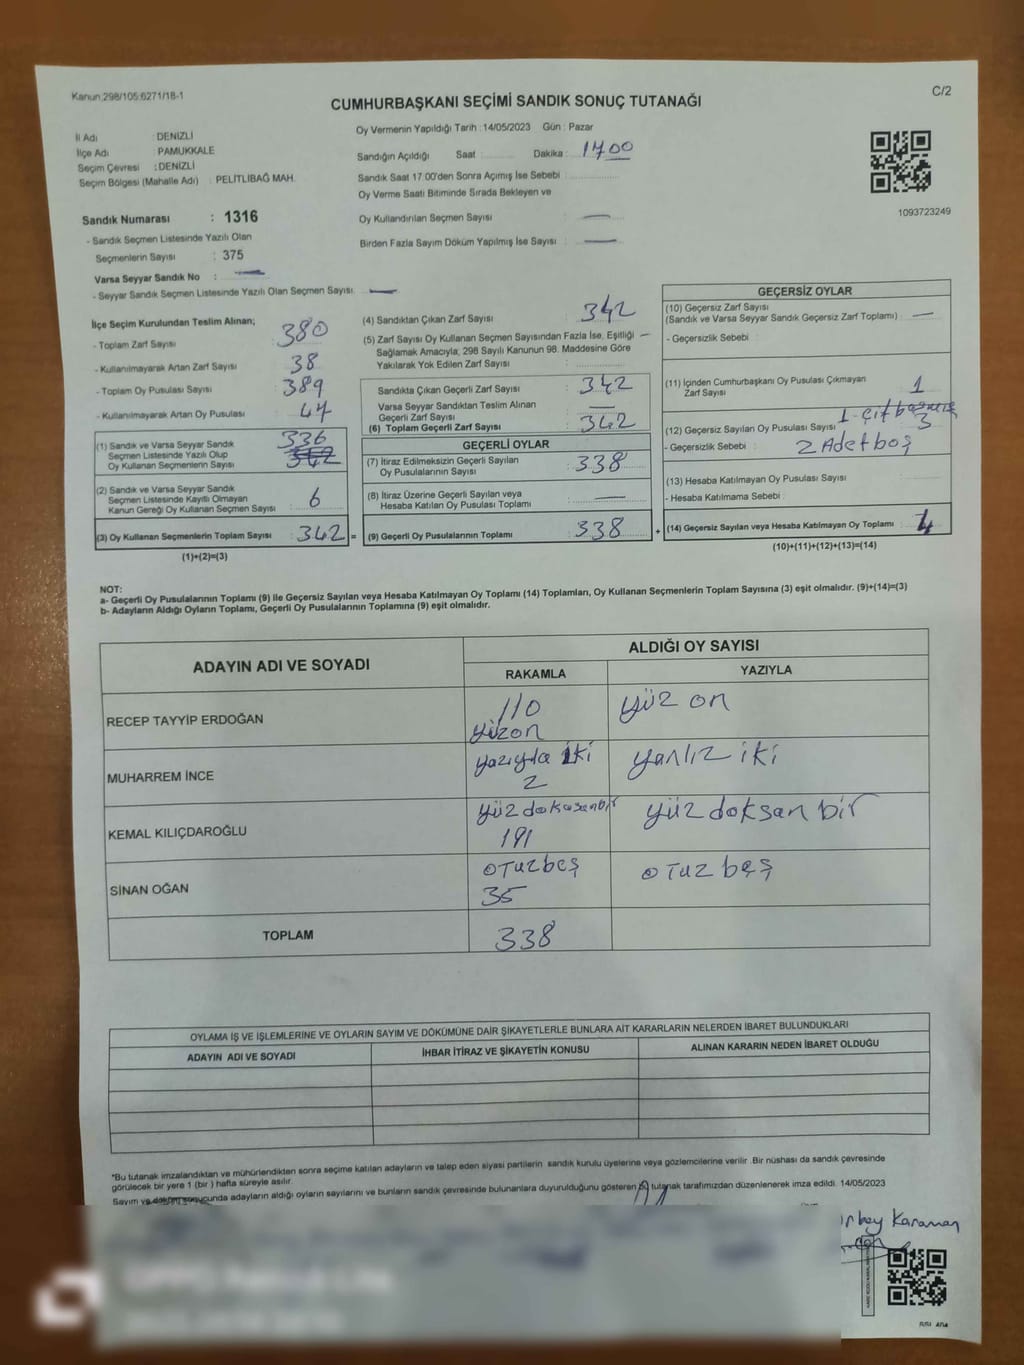 Kanun:298/105;6271/18-1
C/2
CUMHURBAŞKANI SEÇİMİ SANDIK SONUÇ TUTANAĞI
İl Adı : DENİZLİ
İlçe Adı : PAMUKKALE
Seçim Çevresi : DENİZLİ
Seçim Bölgesi (Mahalle Adı) : PELİTLİBAĞ MAH.
Sandık Numarası : 1316
- Sandık Seçmen Listesinde Yazılı Olan
Seçmenlerin Sayısı : 375
Varsa Seyyar Sandık No : —
- Seyyar Sandık Seçmen Listesinde Yazılı Olan Seçmen Sayısı : —
Oy Vermenin Yapıldığı Tarih :14/05/2023 Gün : Pazar
Sandığın Açıldığı Saat : Dakika : 1700
Sandık Saat 17:00'den Sonra Açımış İse Sebebi :
Oy Verme Saati Bitiminde Sırada Bekleyen ve
Oy Kullandırılan Seçmen Sayısı : —
Birden Fazla Sayım Döküm Yapılmış İse Sayısı : —
1093723249
İlçe Seçim Kurulundan Teslim Alınan;
- Toplam Zarf Sayısı : 380
- Kullanılmayarak Artan Zarf Sayısı : 38
- Toplam Oy Pusulası Sayısı : 389
- Kullanılmayarak Artan Oy Pusulası : 47
(1) Sandık ve Varsa Seyyar Sandık
Seçmen Listesinde Yazılı Olup
Oy Kullanan Seçmenlerin Sayısı : 336
(2) Sandık ve Varsa Seyyar Sandık
Seçmen Listesinde Kayıtlı Olmayan
Kanun Gereği Oy Kullanan Seçmen Sayısı : 6
(3) Oy Kullanan Seçmenlerin Toplam Sayısı : 342 =
(1)+(2)=(3)
(4) Sandıktan Çıkan Zarf Sayısı : 342
(5) Zarf Sayısı Oy Kullanan Seçmen Sayısından Fazla İse, Eşitliği —
Sağlamak Amacıyla; 298 Sayılı Kanunun 98. Maddesine Göre
Yakılarak Yok Edilen Zarf Sayısı :
Sandıkta Çıkan Geçerli Zarf Sayısı : 342
Varsa Seyyar Sandıktan Teslim Alınan
Geçerli Zarf Sayısı : —
(6) Toplam Geçerli Zarf Sayısı : 342
GEÇERLİ OYLAR
(7) İtiraz Edilmeksizin Geçerli Sayılan
Oy Pusulalarının Sayısı : 338
(8) İtiraz Üzerine Geçerli Sayılan veya
Hesaba Katılan Oy Pusulası Toplamı : —
(9) Geçerli Oy Pusulalarının Toplamı : 338 +
GEÇERSİZ OYLAR
(10) Geçersiz Zarf Sayısı
(Sandık ve Varsa Seyyar Sandık Geçersiz Zarf Toplamı) : —
- Geçersizlik Sebebi :
(11) İçinden Cumhurbaşkanı Oy Pusulası Çıkmayan
Zarf Sayısı : 1
(12) Geçersiz Sayılan Oy Pusulası Sayısı : 3
- Geçersizlik Sebebi : 2 Adet boş
(13) Hesaba Katılmayan Oy Pusulası Sayısı :
- Hesaba Katılmama Sebebi :
(14) Geçersiz Sayılan veya Hesaba Katılmayan Oy Toplamı : 4
(10)+(11)+(12)+(13)=(14)
NOT:
a- Geçerli Oy Pusulalarının Toplamı (9) ile Geçersiz Sayılan veya Hesaba Katılmayan Oy Toplamı (14) Toplamları, Oy Kullanan Seçmenlerin Toplam Sayısına (3) eşit olmalıdır. (9)+(14)=(3)
b- Adayların Aldığı Oyların Toplamı, Geçerli Oy Pusulalarının Toplamına (9) eşit olmalıdır.
ADAYIN ADI VE SOYADI
ALDIĞI OY SAYISI
RAKAMLA YAZIYLA
RECEP TAYYİP ERDOĞAN 110 yüz on
yüzon
MUHARREM İNCE yazıyla iki yanlız iki
2
KEMAL KILIÇDAROĞLU yüz doksanbir yüz doksan bir
191
SİNAN OĞAN otuzbeş otuz beş
35
TOPLAM 338
OYLAMA İŞ VE İŞLEMLERİNE VE OYLARIN SAYIM VE DÖKÜMÜNE DAİR ŞİKAYETLERLE BUNLARA AİT KARARLARIN NELERDEN İBARET BULUNDUKLARI
ADAYIN ADI VE SOYADI İHBAR İTİRAZ VE ŞİKAYETİN KONUSU ALINAN KARARIN NEDEN İBARET OLDUĞU
*Bu tutanak imzalandıktan ve mühürlendikten sonra seçime katılan adayların ve talep eden siyasi partilerin sandık kurulu üyelerine veya gözlemcilerine verilir. Bir nüshası da sandık çevresinde
görülecek bir yere 1 (bir ) hafta süreyle asılır.
Sayım ve döküm sonucunda adayların aldığı oyların sayılarını ve bunların sandık çevresinde bulunanlara duyurulduğunu gösteren bu tutanak tarafımızdan düzenlenerek imza edildi. 14/05/2023
Karaman